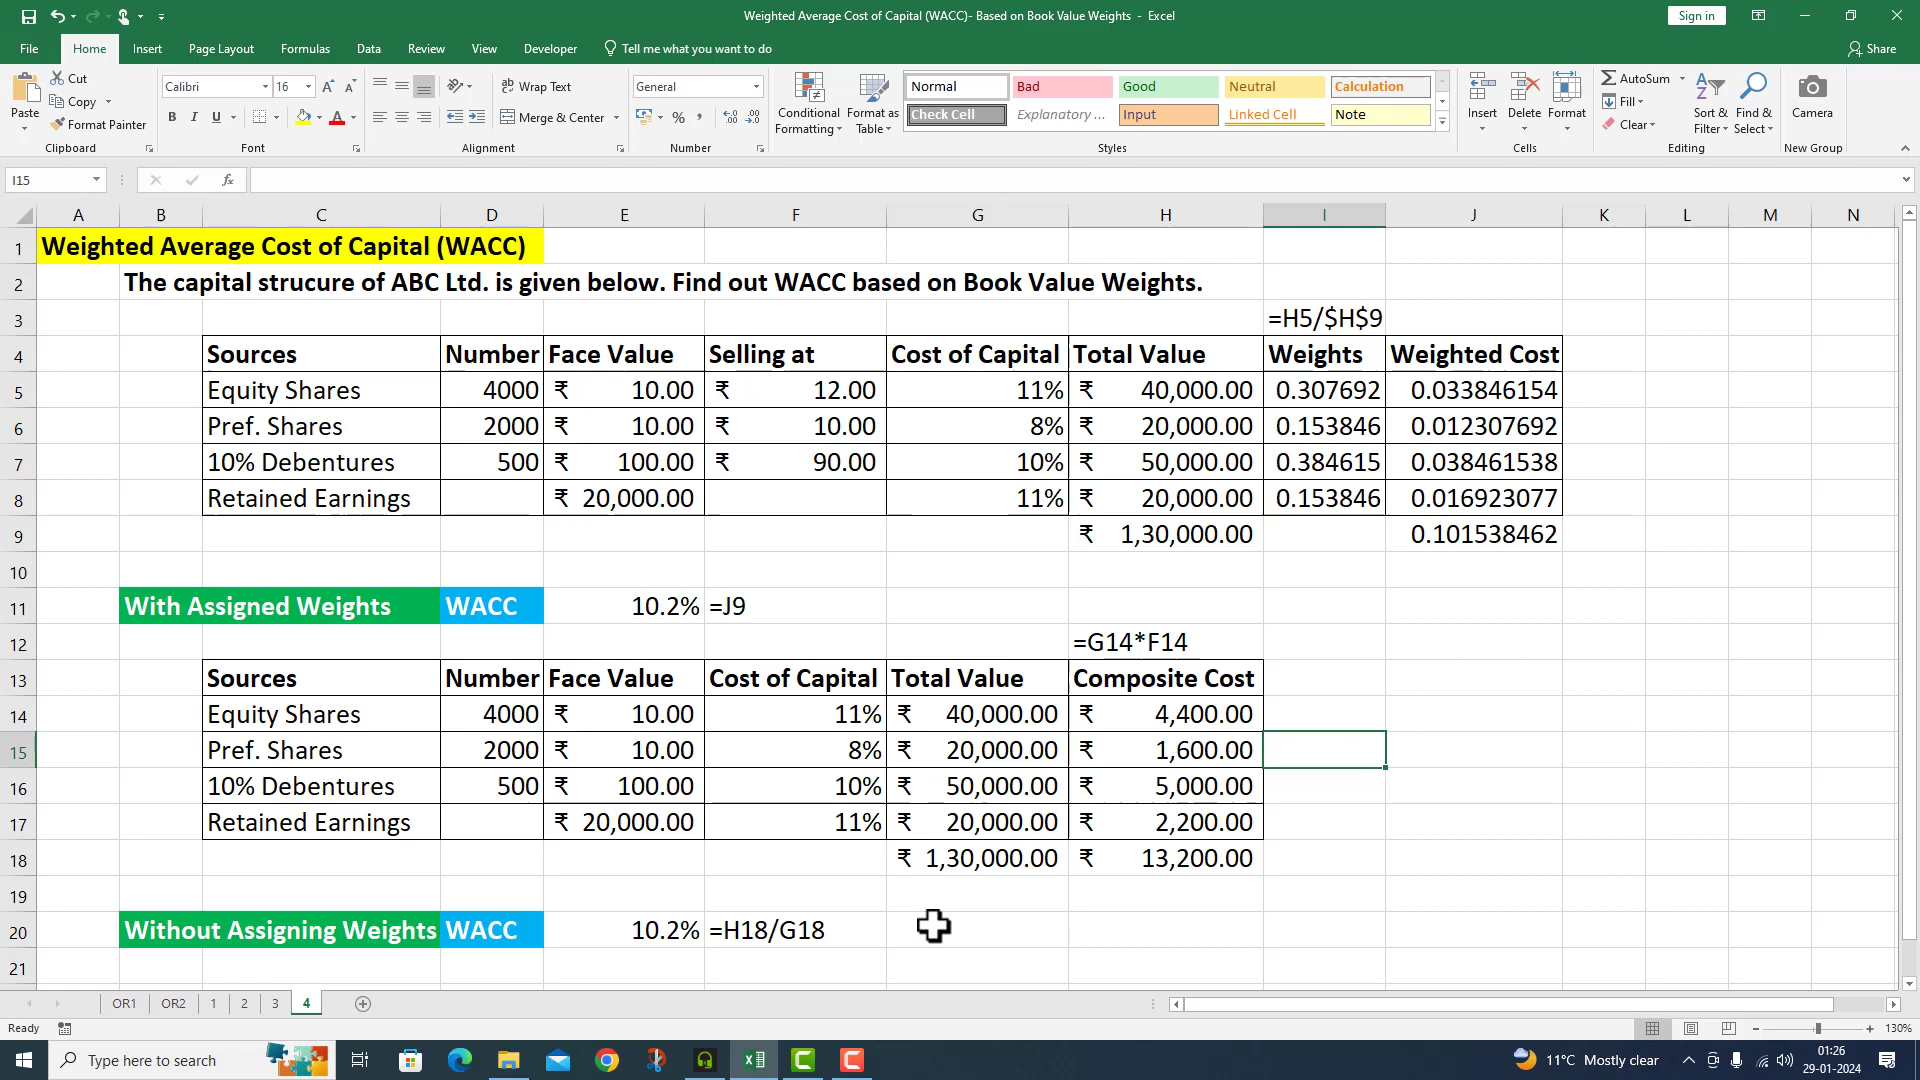 Weighted Average Cost of Capital (WACC)- Based on Book Value Weights - Excel
Sign in
File Home Insert Page Layout Formulas Data Review View Developer Tell me what you want to do Share
Paste Cut Copy Format Painter
Calibri 16 B I U
Wrap Text Merge & Center
General % ,
Conditional Formatting Format as Table
Normal Bad Good Neutral Calculation
Check Cell Explanatory ... Input Linked Cell Note
Insert Delete Format
AutoSum Fill Clear Sort & Filter Find & Select
Camera
Clipboard Font Alignment Number Styles Cells Editing New Group
I15 fx
A B C D E F G H I J K L M N
1 Weighted Average Cost of Capital (WACC)
2 The capital strucure of ABC Ltd. is given below. Find out WACC based on Book Value Weights.
3 =H5/$H$9
4 Sources Number Face Value Selling at Cost of Capital Total Value Weights Weighted Cost
5 Equity Shares 4000 ₹ 10.00 ₹ 12.00 11% ₹ 40,000.00 0.307692 0.033846154
6 Pref. Shares 2000 ₹ 10.00 ₹ 10.00 8% ₹ 20,000.00 0.153846 0.012307692
7 10% Debentures 500 ₹ 100.00 ₹ 90.00 10% ₹ 50,000.00 0.384615 0.038461538
8 Retained Earnings ₹ 20,000.00 11% ₹ 20,000.00 0.153846 0.016923077
9 ₹ 1,30,000.00 0.101538462
10
11 With Assigned Weights WACC 10.2% =J9
12 =G14*F14
13 Sources Number Face Value Cost of Capital Total Value Composite Cost
14 Equity Shares 4000 ₹ 10.00 11% ₹ 40,000.00 ₹ 4,400.00
15 Pref. Shares 2000 ₹ 10.00 8% ₹ 20,000.00 ₹ 1,600.00
16 10% Debentures 500 ₹ 100.00 10% ₹ 50,000.00 ₹ 5,000.00
17 Retained Earnings ₹ 20,000.00 11% ₹ 20,000.00 ₹ 2,200.00
18 ₹ 1,30,000.00 ₹ 13,200.00
19
20 Without Assigning Weights WACC 10.2% =H18/G18
21
OR1 OR2 1 2 3 4
Ready 130%
Type here to search 11°C Mostly clear 01:26
29-01-2024